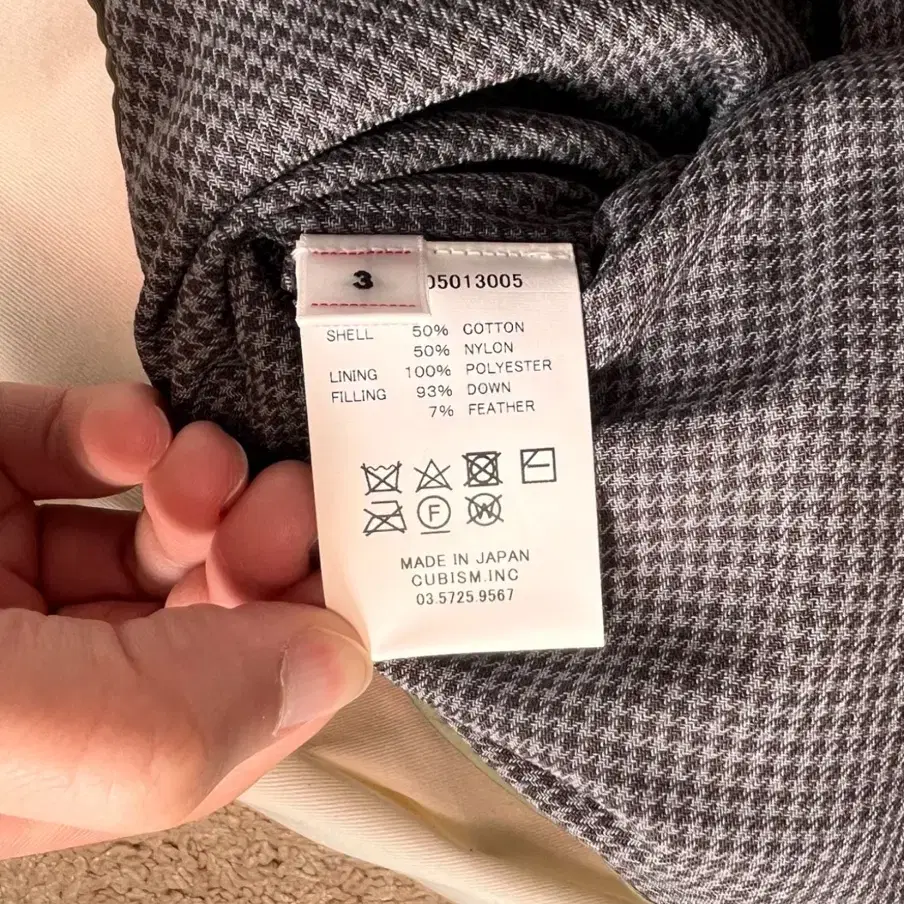 3
05013005
SHELL 50% COTTON
50% NYLON
LINING 100% POLYESTER
FILLING 93% DOWN
7% FEATHER
F W
MADE IN JAPAN
CUBISM.INC
03.5725.9567